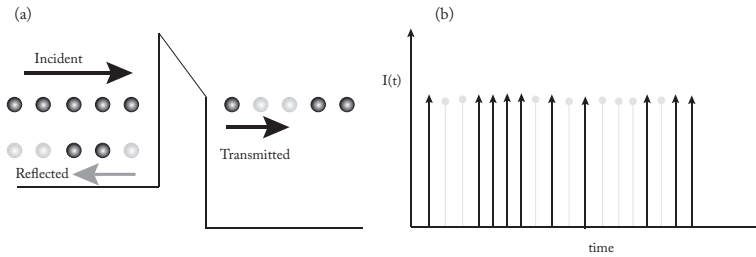 (a)
Incident
Reflected
Transmitted
(b)
I(t)
time